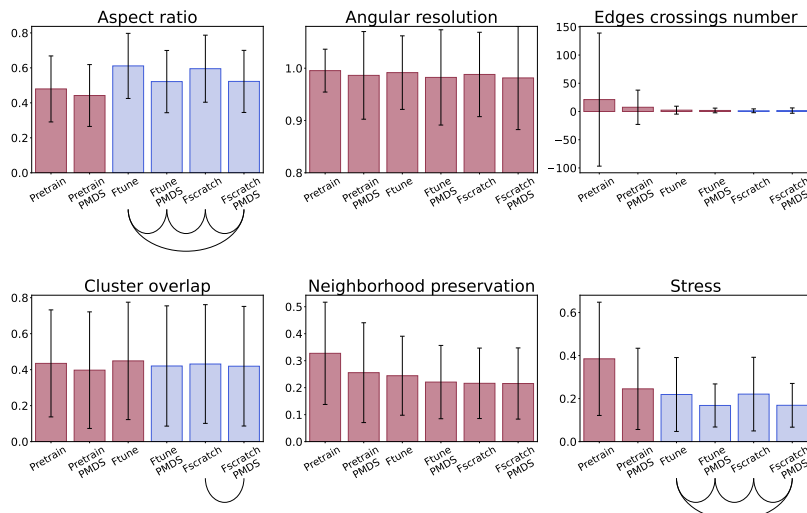 Aspect ratio
0.8
0.6
0.4
0.2
0.0
Pretrain
Pretrain
PMDS
Ftune
Ftune
PMDS
Fscratch
Fscratch
PMDS
Angular resolution
1.0
0.9
0.8
Pretrain
Pretrain
PMDS
Ftune
Ftune
PMDS
Fscratch
Fscratch
PMDS
Edges crossings number
150
100
50
0
−50
−100
Pretrain
Pretrain
PMDS
Ftune
Ftune
PMDS
Fscratch
Fscratch
PMDS
Cluster overlap
0.8
0.6
0.4
0.2
0.0
Pretrain
Pretrain
PMDS
Ftune
Ftune
PMDS
Fscratch
Fscratch
PMDS
Neighborhood preservation
0.5
0.4
0.3
0.2
0.1
0.0
Pretrain
Pretrain
PMDS
Ftune
Ftune
PMDS
Fscratch
Fscratch
PMDS
Stress
0.6
0.4
0.2
0.0
Pretrain
Pretrain
PMDS
Ftune
Ftune
PMDS
Fscratch
Fscratch
PMDS